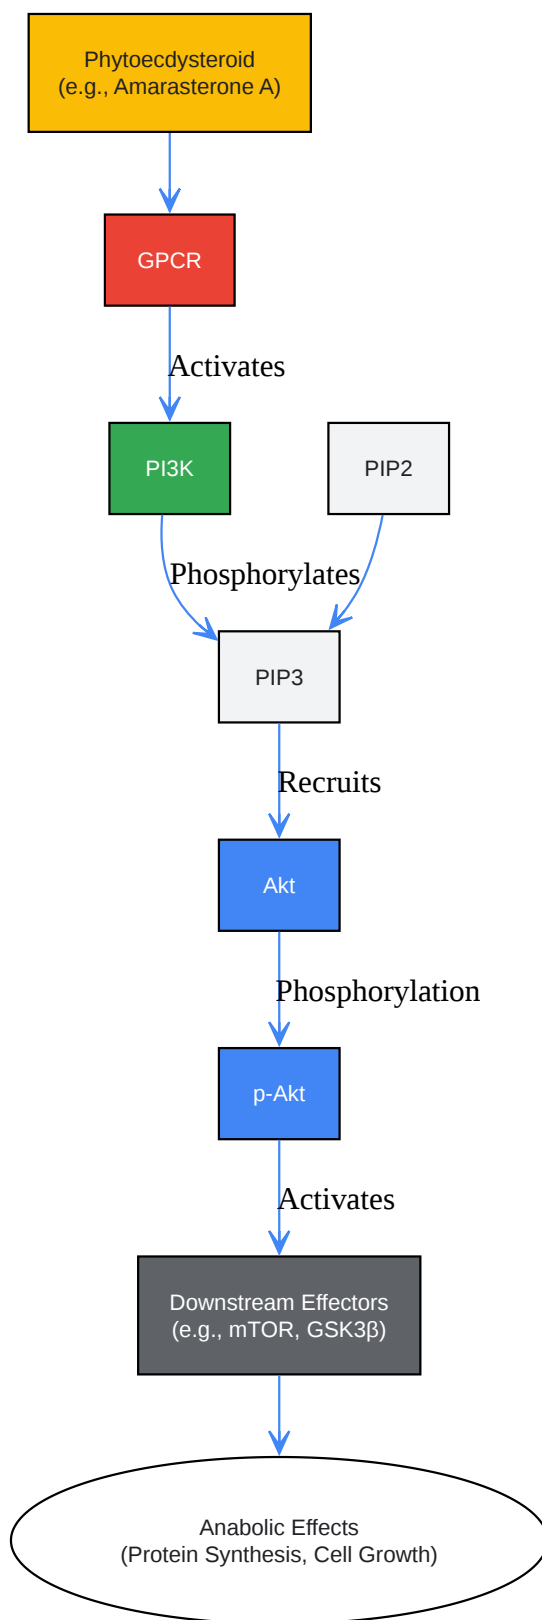 Phytoecdysteroid
(e.g., Amarasterone A)
GPCR
Activates
PI3K
PIP2
Phosphorylates
PIP3
Recruits
Akt
Phosphorylation
p-Akt
Activates
Downstream Effectors
(e.g., mTOR, GSK3β)
Anabolic Effects
(Protein Synthesis, Cell Growth)